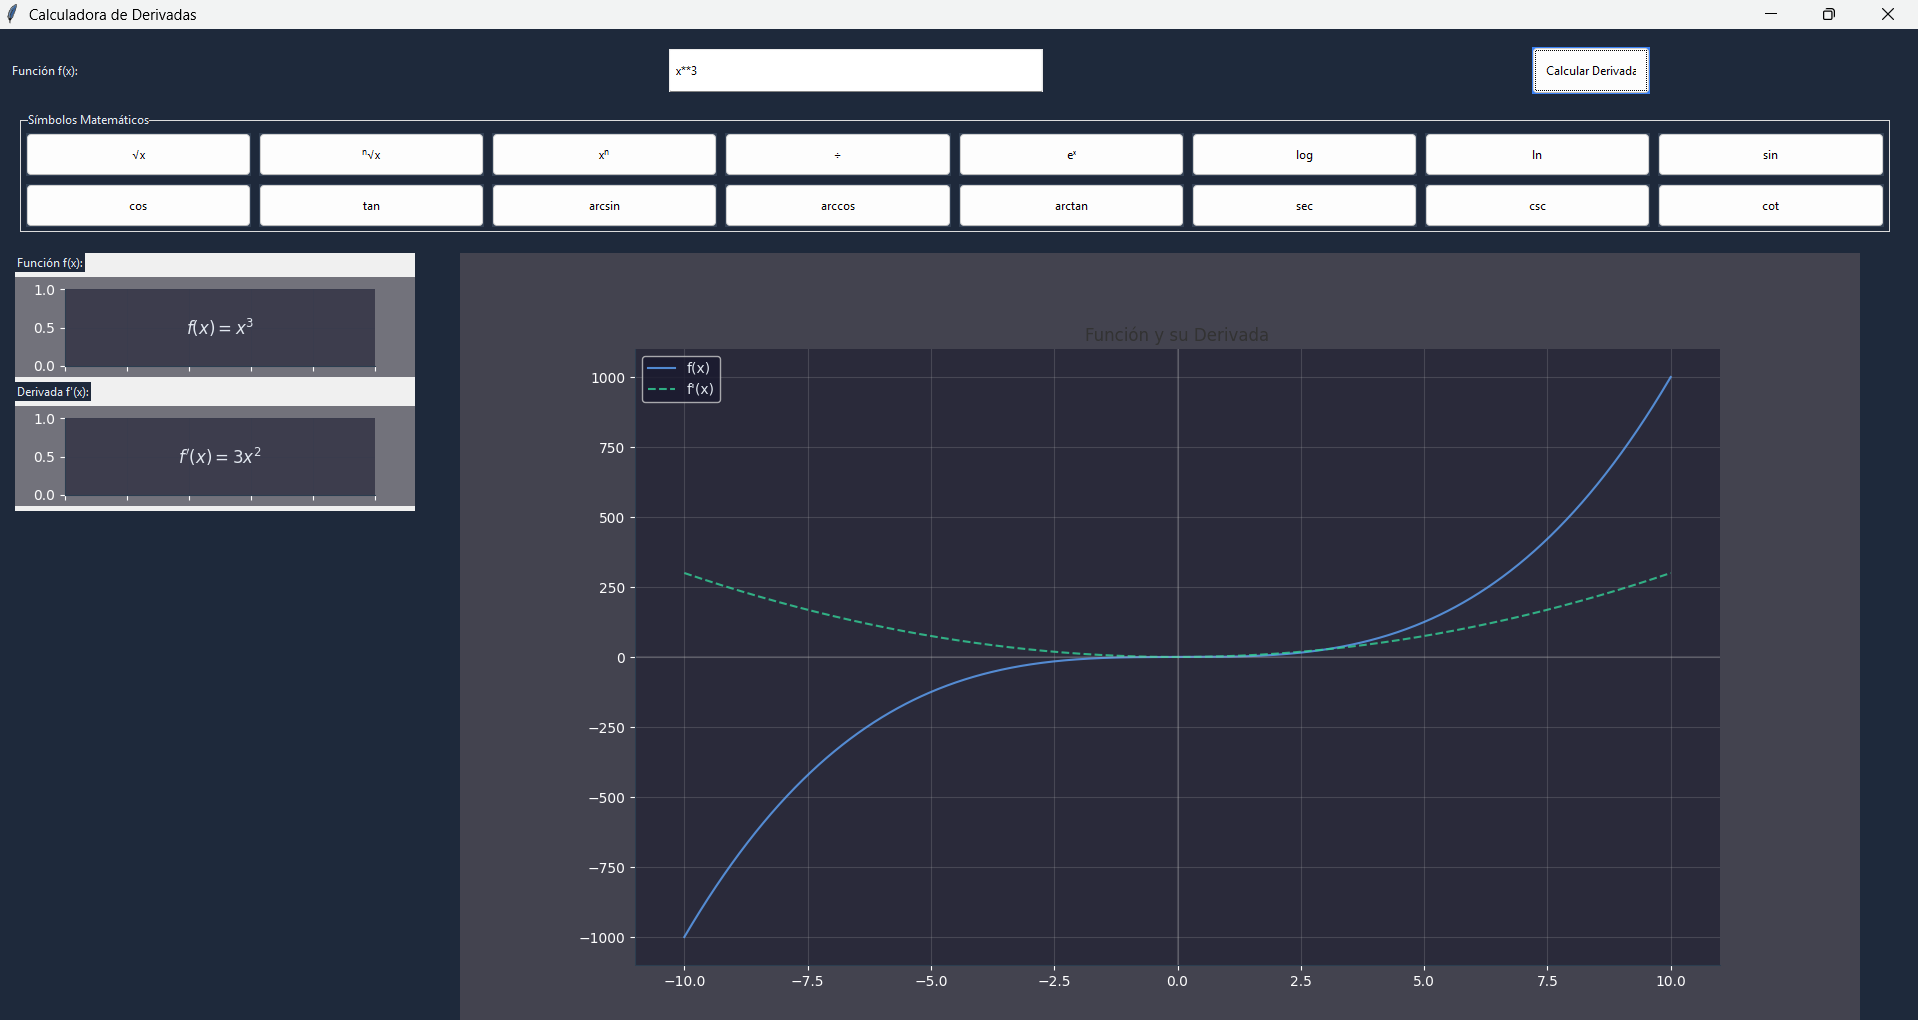 Calculadora de Derivadas
Función f(x):
x**3
Calcular Derivada
Símbolos Matemáticos
√x ⁿ√x xⁿ ÷ eˣ log ln sin
cos tan arcsin arccos arctan sec csc cot
Función f(x):
1.0
0.5
0.0
f(x) = x³
Derivada f'(x):
1.0
0.5
0.0
f′(x) = 3x²
Función y su Derivada
f(x)
f'(x)
1000
750
500
250
0
−250
−500
−750
−1000
−10.0 −7.5 −5.0 −2.5 0.0 2.5 5.0 7.5 10.0